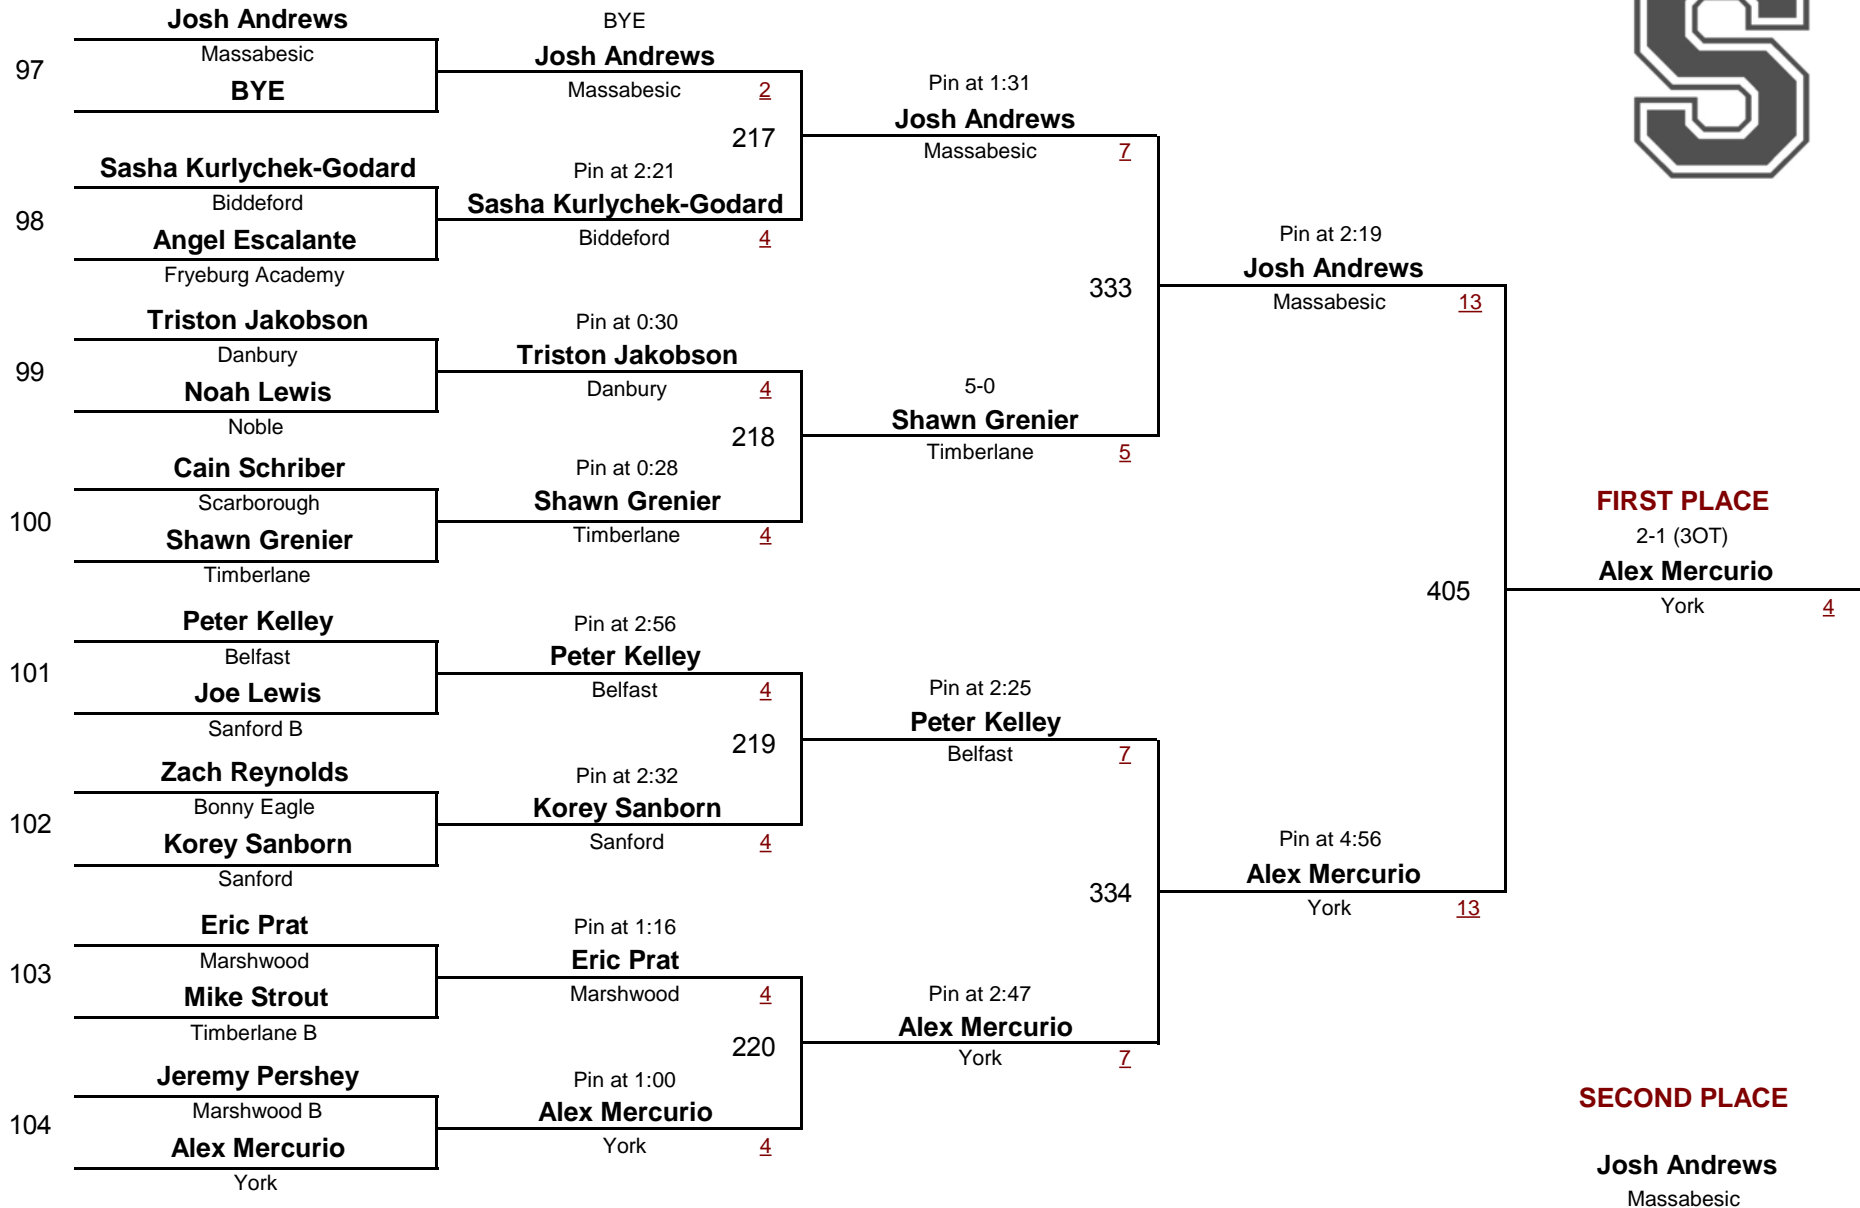 Josh Andrews
Massabesic
97
BYE
Sasha Kurlychek-Godard
Biddeford
98
Angel Escalante
Fryeburg Academy
Triston Jakobson
Danbury
99
Noah Lewis
Noble
Cain Schriber
Scarborough
100
Shawn Grenier
Timberlane
Peter Kelley
Belfast
101
Joe Lewis
Sanford B
Zach Reynolds
Bonny Eagle
102
Korey Sanborn
Sanford
Eric Prat
Marshwood
103
Mike Strout
Timberlane B
Jeremy Pershey
Marshwood B
104
Alex Mercurio
York
BYE
Josh Andrews
Massabesic 2
217
Pin at 2:21
Sasha Kurlychek-Godard
Biddeford 4
Pin at 0:30
Triston Jakobson
Danbury 4
218
Pin at 0:28
Shawn Grenier
Timberlane 4
Pin at 2:56
Peter Kelley
Belfast 4
219
Pin at 2:32
Korey Sanborn
Sanford 4
Pin at 1:16
Eric Prat
Marshwood 4
220
Pin at 1:00
Alex Mercurio
York 4
Pin at 1:31
Josh Andrews
Massabesic 7
333
5-0
Shawn Grenier
Timberlane 5
Pin at 2:25
Peter Kelley
Belfast 7
334
Pin at 2:47
Alex Mercurio
York 7
Pin at 2:19
Josh Andrews
Massabesic 13
405
Pin at 4:56
Alex Mercurio
York 13
S
FIRST PLACE
2-1 (3OT)
Alex Mercurio
York 4
SECOND PLACE
Josh Andrews
Massabesic